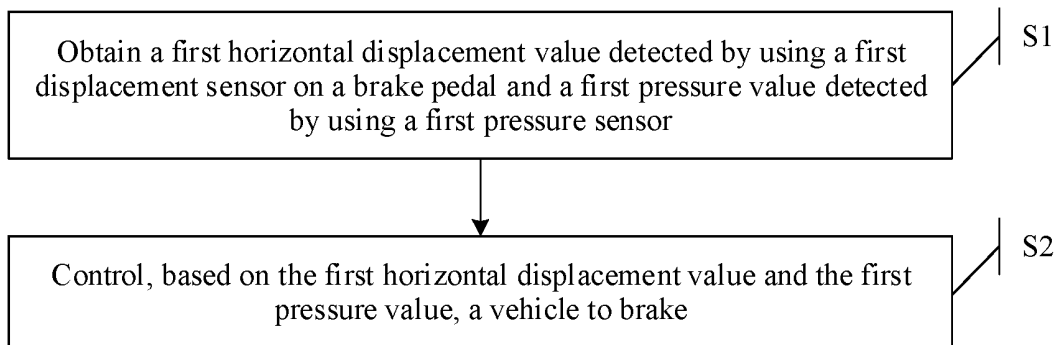 Obtain a first horizontal displacement value detected by using a first
displacement sensor on a brake pedal and a first pressure value detected
by using a first pressure sensor
S1
Control, based on the first horizontal displacement value and the first
pressure value, a vehicle to brake
S2